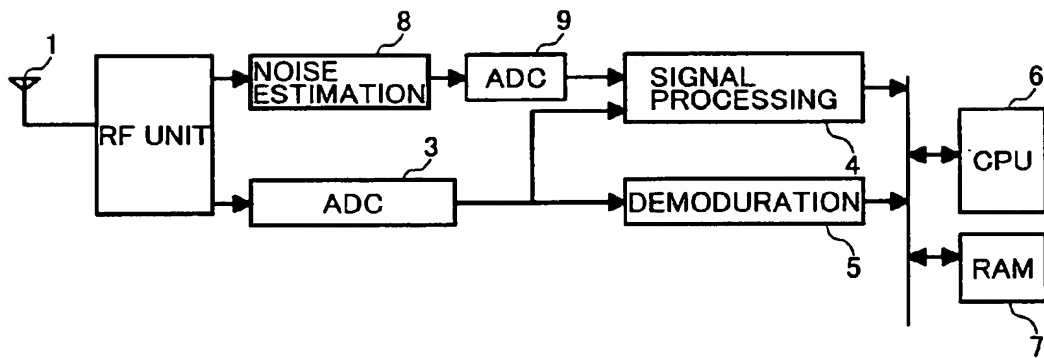 1
8
9
6
NOISE
ESTIMATION
ADC
SIGNAL
PROCESSING
RF UNIT
CPU
3
4
ADC
DEMODURATION
5
RAM
7